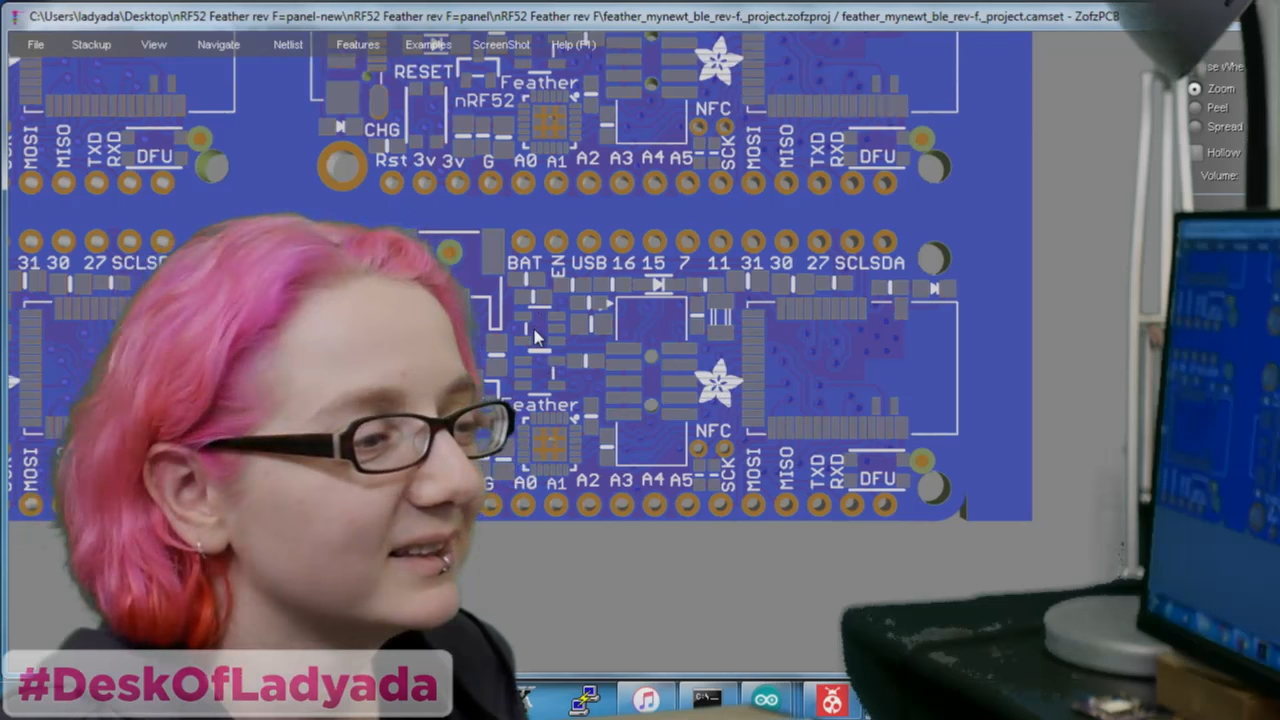 C:\Users\ladyada\Desktop\nRF52 Feather rev F=panel-new\nRF52 Feather rev F=panel\nRF52 Feather rev F\feather_mynewt_ble_rev-f._project.zofzproj / feather_mynewt_ble_rev-f._project.camset - ZofzPCB
File Stackup View Navigate Netlist Features Examples ScreenShot Help (F1)
Zoom
Peel
Spread
Hollow
Volume:
RESET
Feather
nRF52
CHG
NFC
MOSI MISO TXD RXD DFU
Rst 3v 3v G A0 A1 A2 A3 A4 A5 SCK MOSI MISO TXD RXD DFU
31 30 27 SCLSD
BAT EN USB 16 15 7 11 31 30 27 SCLSDA
eather
NFC
G A0 A1 A2 A3 A4 A5 SCK MOSI MISO TXD RXD DFU
MOSI
#DeskOfLadyada